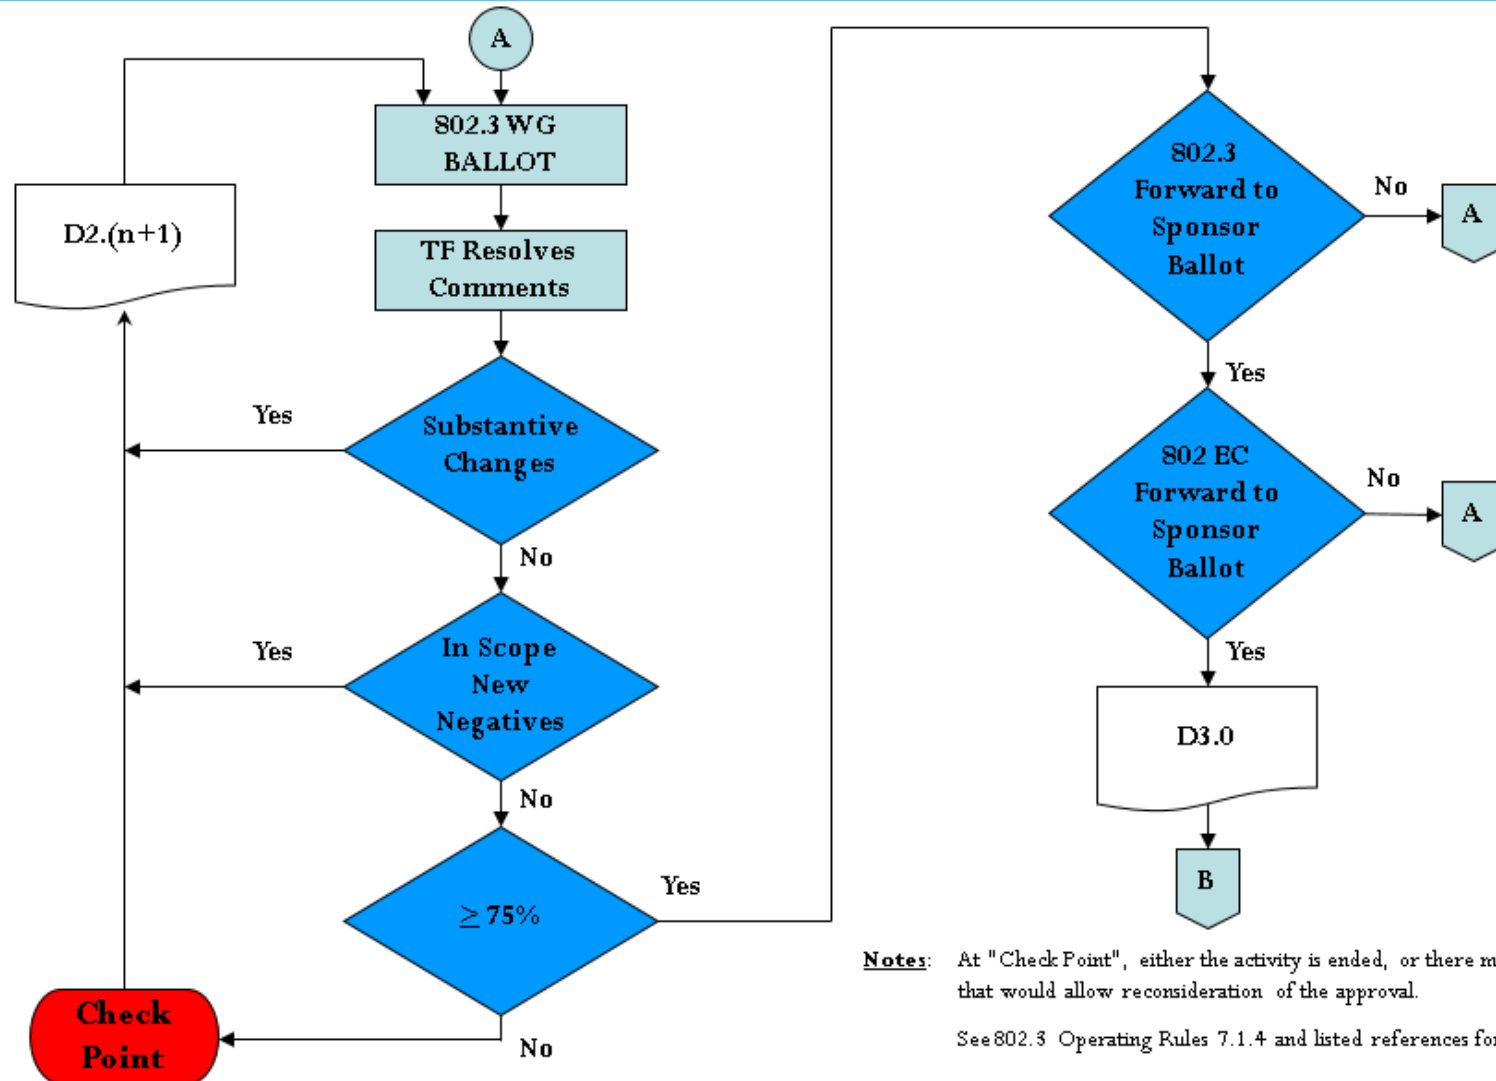 A
802.3 WG
BALLOT
D2.(n+1)
TF Resolves
Comments
Substantive
Changes
Yes
No
In Scope
New
Negatives
Yes
No
≥ 75%
Yes
No
Check
Point
802.3
Forward to
Sponsor
Ballot
No
A
Yes
802 EC
Forward to
Sponsor
Ballot
No
A
Yes
D3.0
B
Notes: At "Check Point", either the activity is ended, or there
that would allow reconsideration of the approval.
See 802.3 Operating Rules 7.1.4 and listed references for